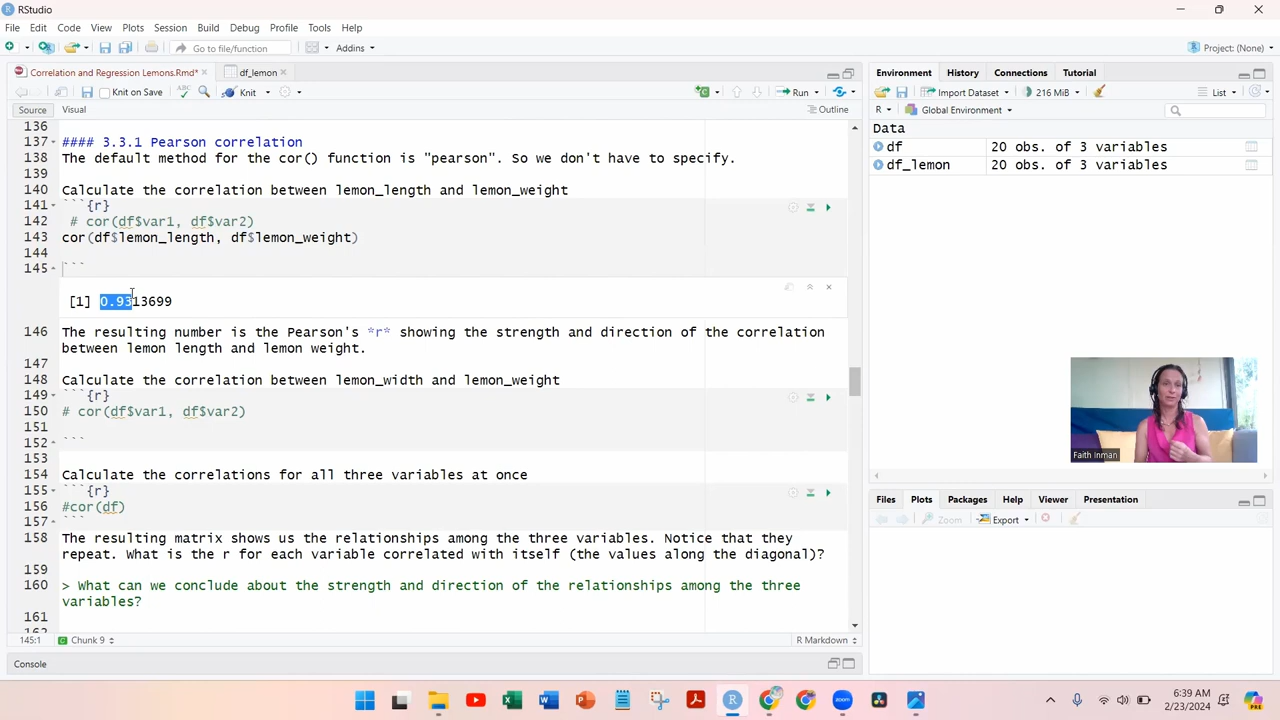 RStudio
File Edit Code View Plots Session Build Debug Profile Tools Help
Go to file/function Addins Project: (None)
Correlation and Regression Lemons.Rmd* df_lemon
Knit on Save Knit Run
Source Visual Outline
136
137 #### 3.3.1 Pearson correlation
138 The default method for the cor() function is "pearson". So we don't have to specify.
139
140 Calculate the correlation between lemon_length and lemon_weight
141 ```{r}
142 # cor(df$var1, df$var2)
143 cor(df$lemon_length, df$lemon_weight)
144
145 ```
[1] 0.9313699
146 The resulting number is the Pearson's *r* showing the strength and direction of the correlation
between lemon length and lemon weight.
147
148 Calculate the correlation between lemon_width and lemon_weight
149 ```{r}
150 # cor(df$var1, df$var2)
151
152 ```
153
154 Calculate the correlations for all three variables at once
155 ```{r}
156 #cor(df)
157 ```
158 The resulting matrix shows us the relationships among the three variables. Notice that they
repeat. What is the r for each variable correlated with itself (the values along the diagonal)?
159
160 > What can we conclude about the strength and direction of the relationships among the three
variables?
161
162
145:1 Chunk 9 R Markdown
Console
Environment History Connections Tutorial
Import Dataset 216 MiB List
R Global Environment
Data
df 20 obs. of 3 variables
df_lemon 20 obs. of 3 variables
Faith Inman
Files Plots Packages Help Viewer Presentation
Zoom Export
6:39 AM
2/23/2024